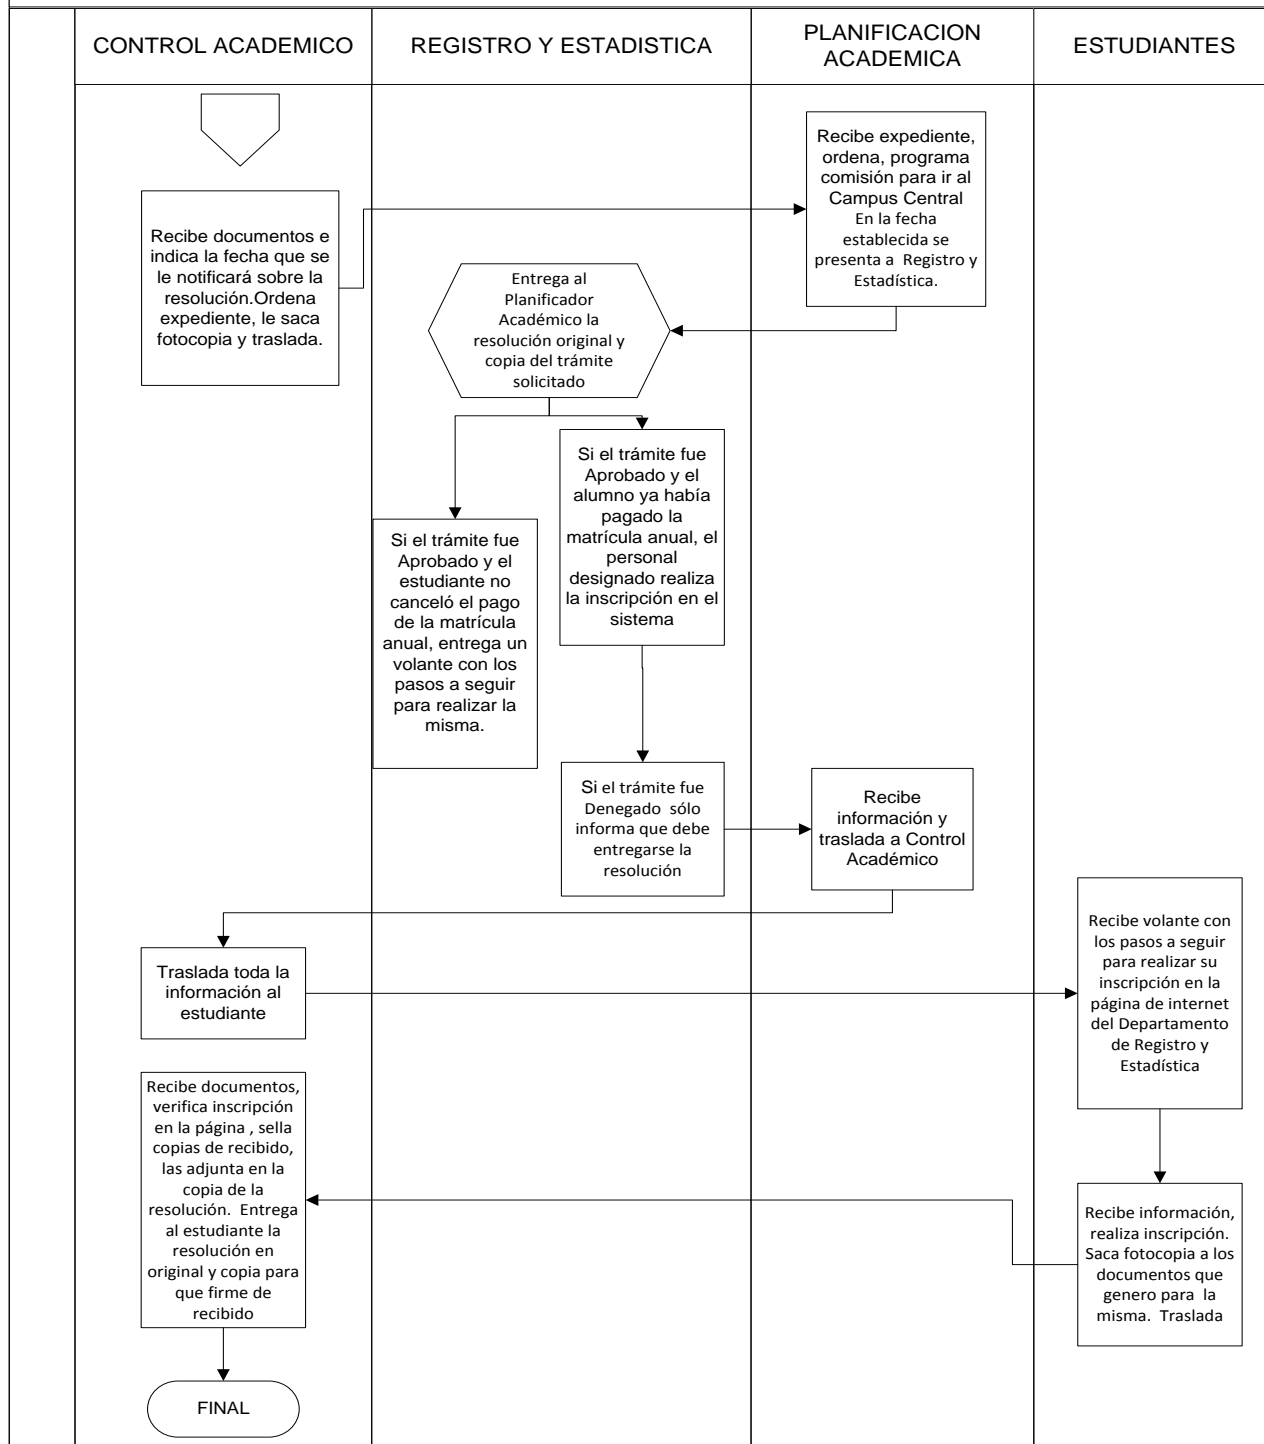 CONTROL ACADEMICO
REGISTRO Y ESTADISTICA
PLANIFICACION
ACADEMICA
ESTUDIANTES
Recibe documentos e
indica la fecha que se
le notificará sobre la
resolución.Ordena
expediente, le saca
fotocopia y traslada.
Recibe expediente,
ordena, programa
comisión para ir al
Campus Central
En la fecha
establecida se
presenta a Registro y
Estadística.
Entrega al
Planificador
Académico la
resolución original y
copia del trámite
solicitado
Si el trámite fue
Aprobado y el
estudiante no
canceló el pago
de la matrícula
anual, entrega un
volante con los
pasos a seguir
para realizar la
misma.
Si el trámite fue
Aprobado y el
alumno ya había
pagado la
matrícula anual, el
personal
designado realiza
la inscripción en el
sistema
Si el trámite fue
Denegado sólo
informa que debe
entregarse la
resolución
Recibe
información y
traslada a Control
Académico
Traslada toda la
información al
estudiante
Recibe volante con
los pasos a seguir
para realizar su
inscripción en la
página de internet
del Departamento
de Registro y
Estadística
Recibe información,
realiza inscripción.
Saca fotocopia a los
documentos que
genero para la
misma. Traslada
Recibe documentos,
verifica inscripción
en la página , sella
copias de recibido,
las adjunta en la
copia de la
resolución. Entrega
al estudiante la
resolución en
original y copia para
que firme de
recibido
FINAL